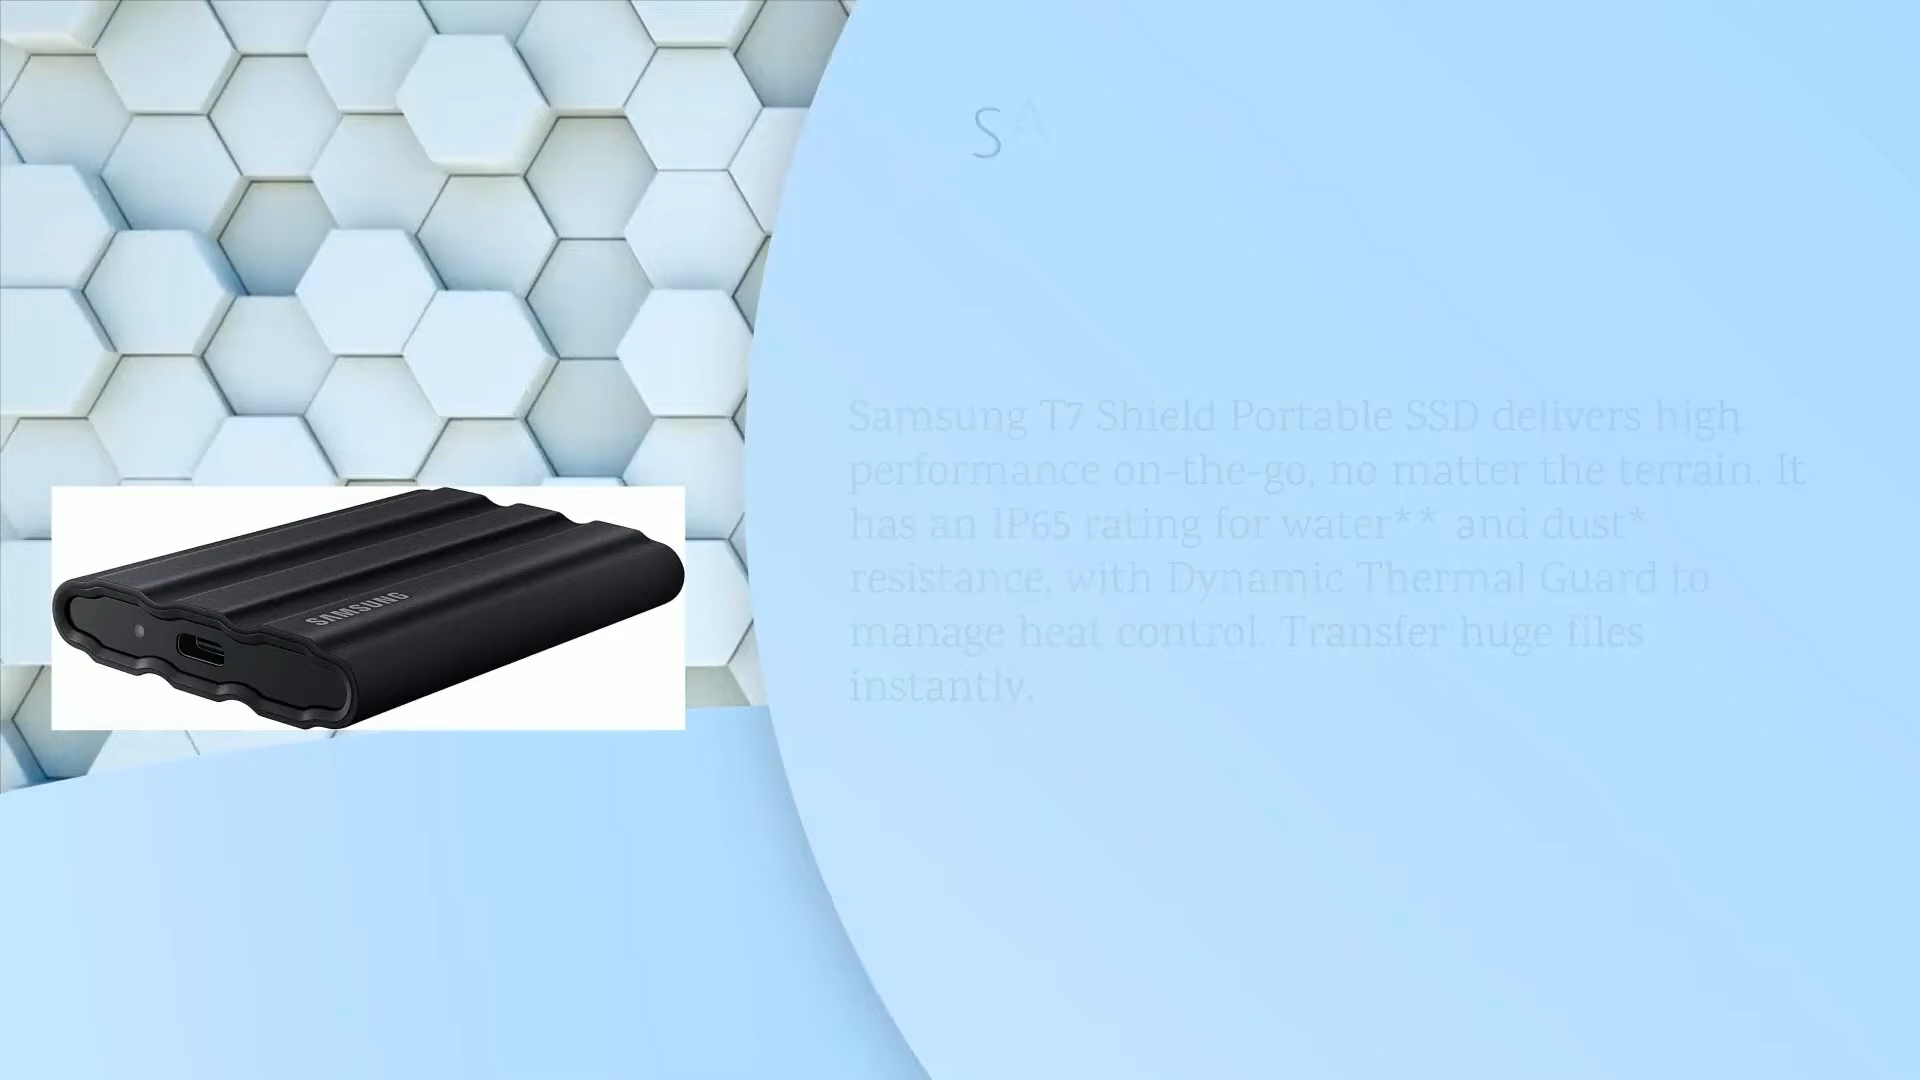 SA
Samsung T7 Shield Portable SSD delivers high
performance on-the-go, no matter the terrain. It
has an IP65 rating for water** and dust*
resistance, with Dynamic Thermal Guard to
manage heat control. Transfer huge files
instantly.
SAMSUNG